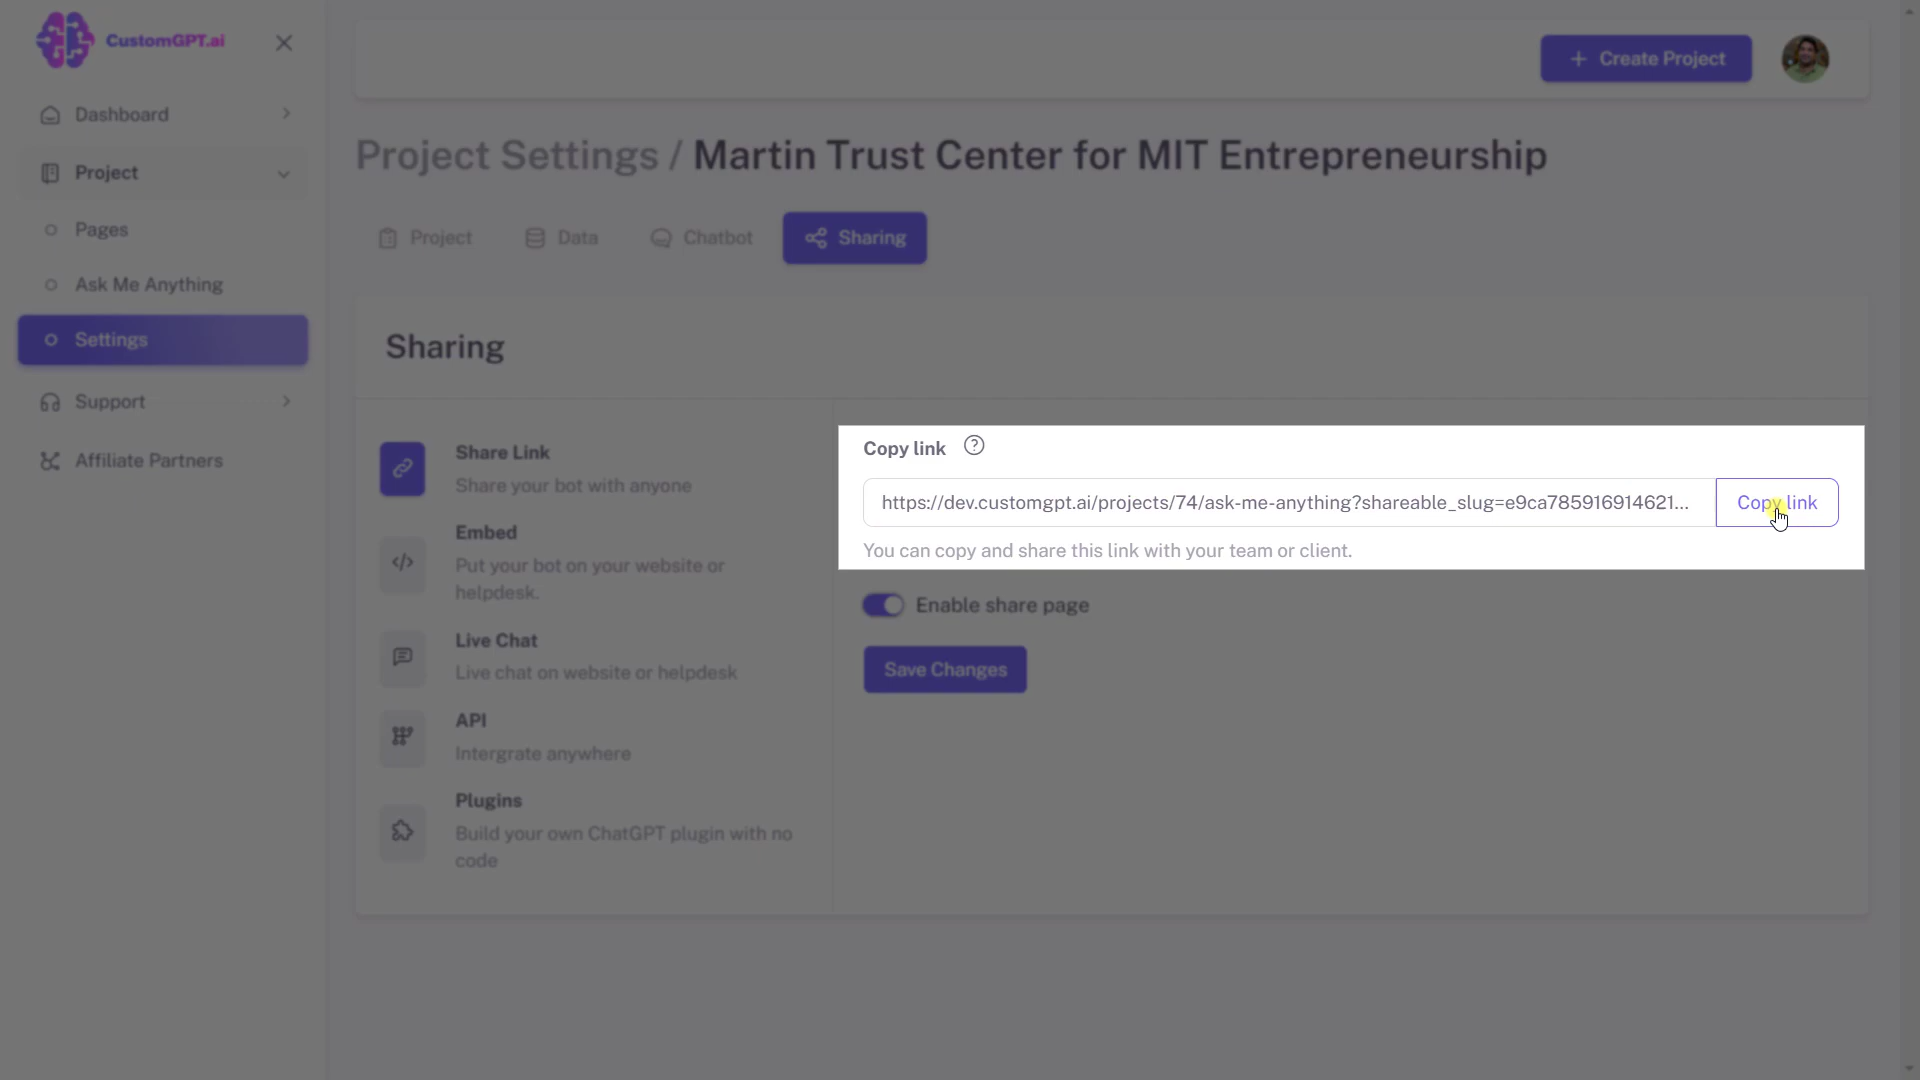 CustomGPT.ai
Dashboard
Project
Pages
Ask Me Anything
Settings
Support
Affiliate Partners
+ Create Project
Project Settings / Martin Trust Center for MIT Entrepreneurship
Project
Data
Chatbot
Sharing
Sharing
Share Link
Share your bot with anyone
Embed
Put your bot on your website or
helpdesk.
Live Chat
Live chat on website or helpdesk
API
Intergrate anywhere
Plugins
Build your own ChatGPT plugin with no
code
Copy link
https://dev.customgpt.ai/projects/74/ask-me-anything?shareable_slug=e9ca785916914621...
Copy link
You can copy and share this link with your team or client.
Enable share page
Save Changes